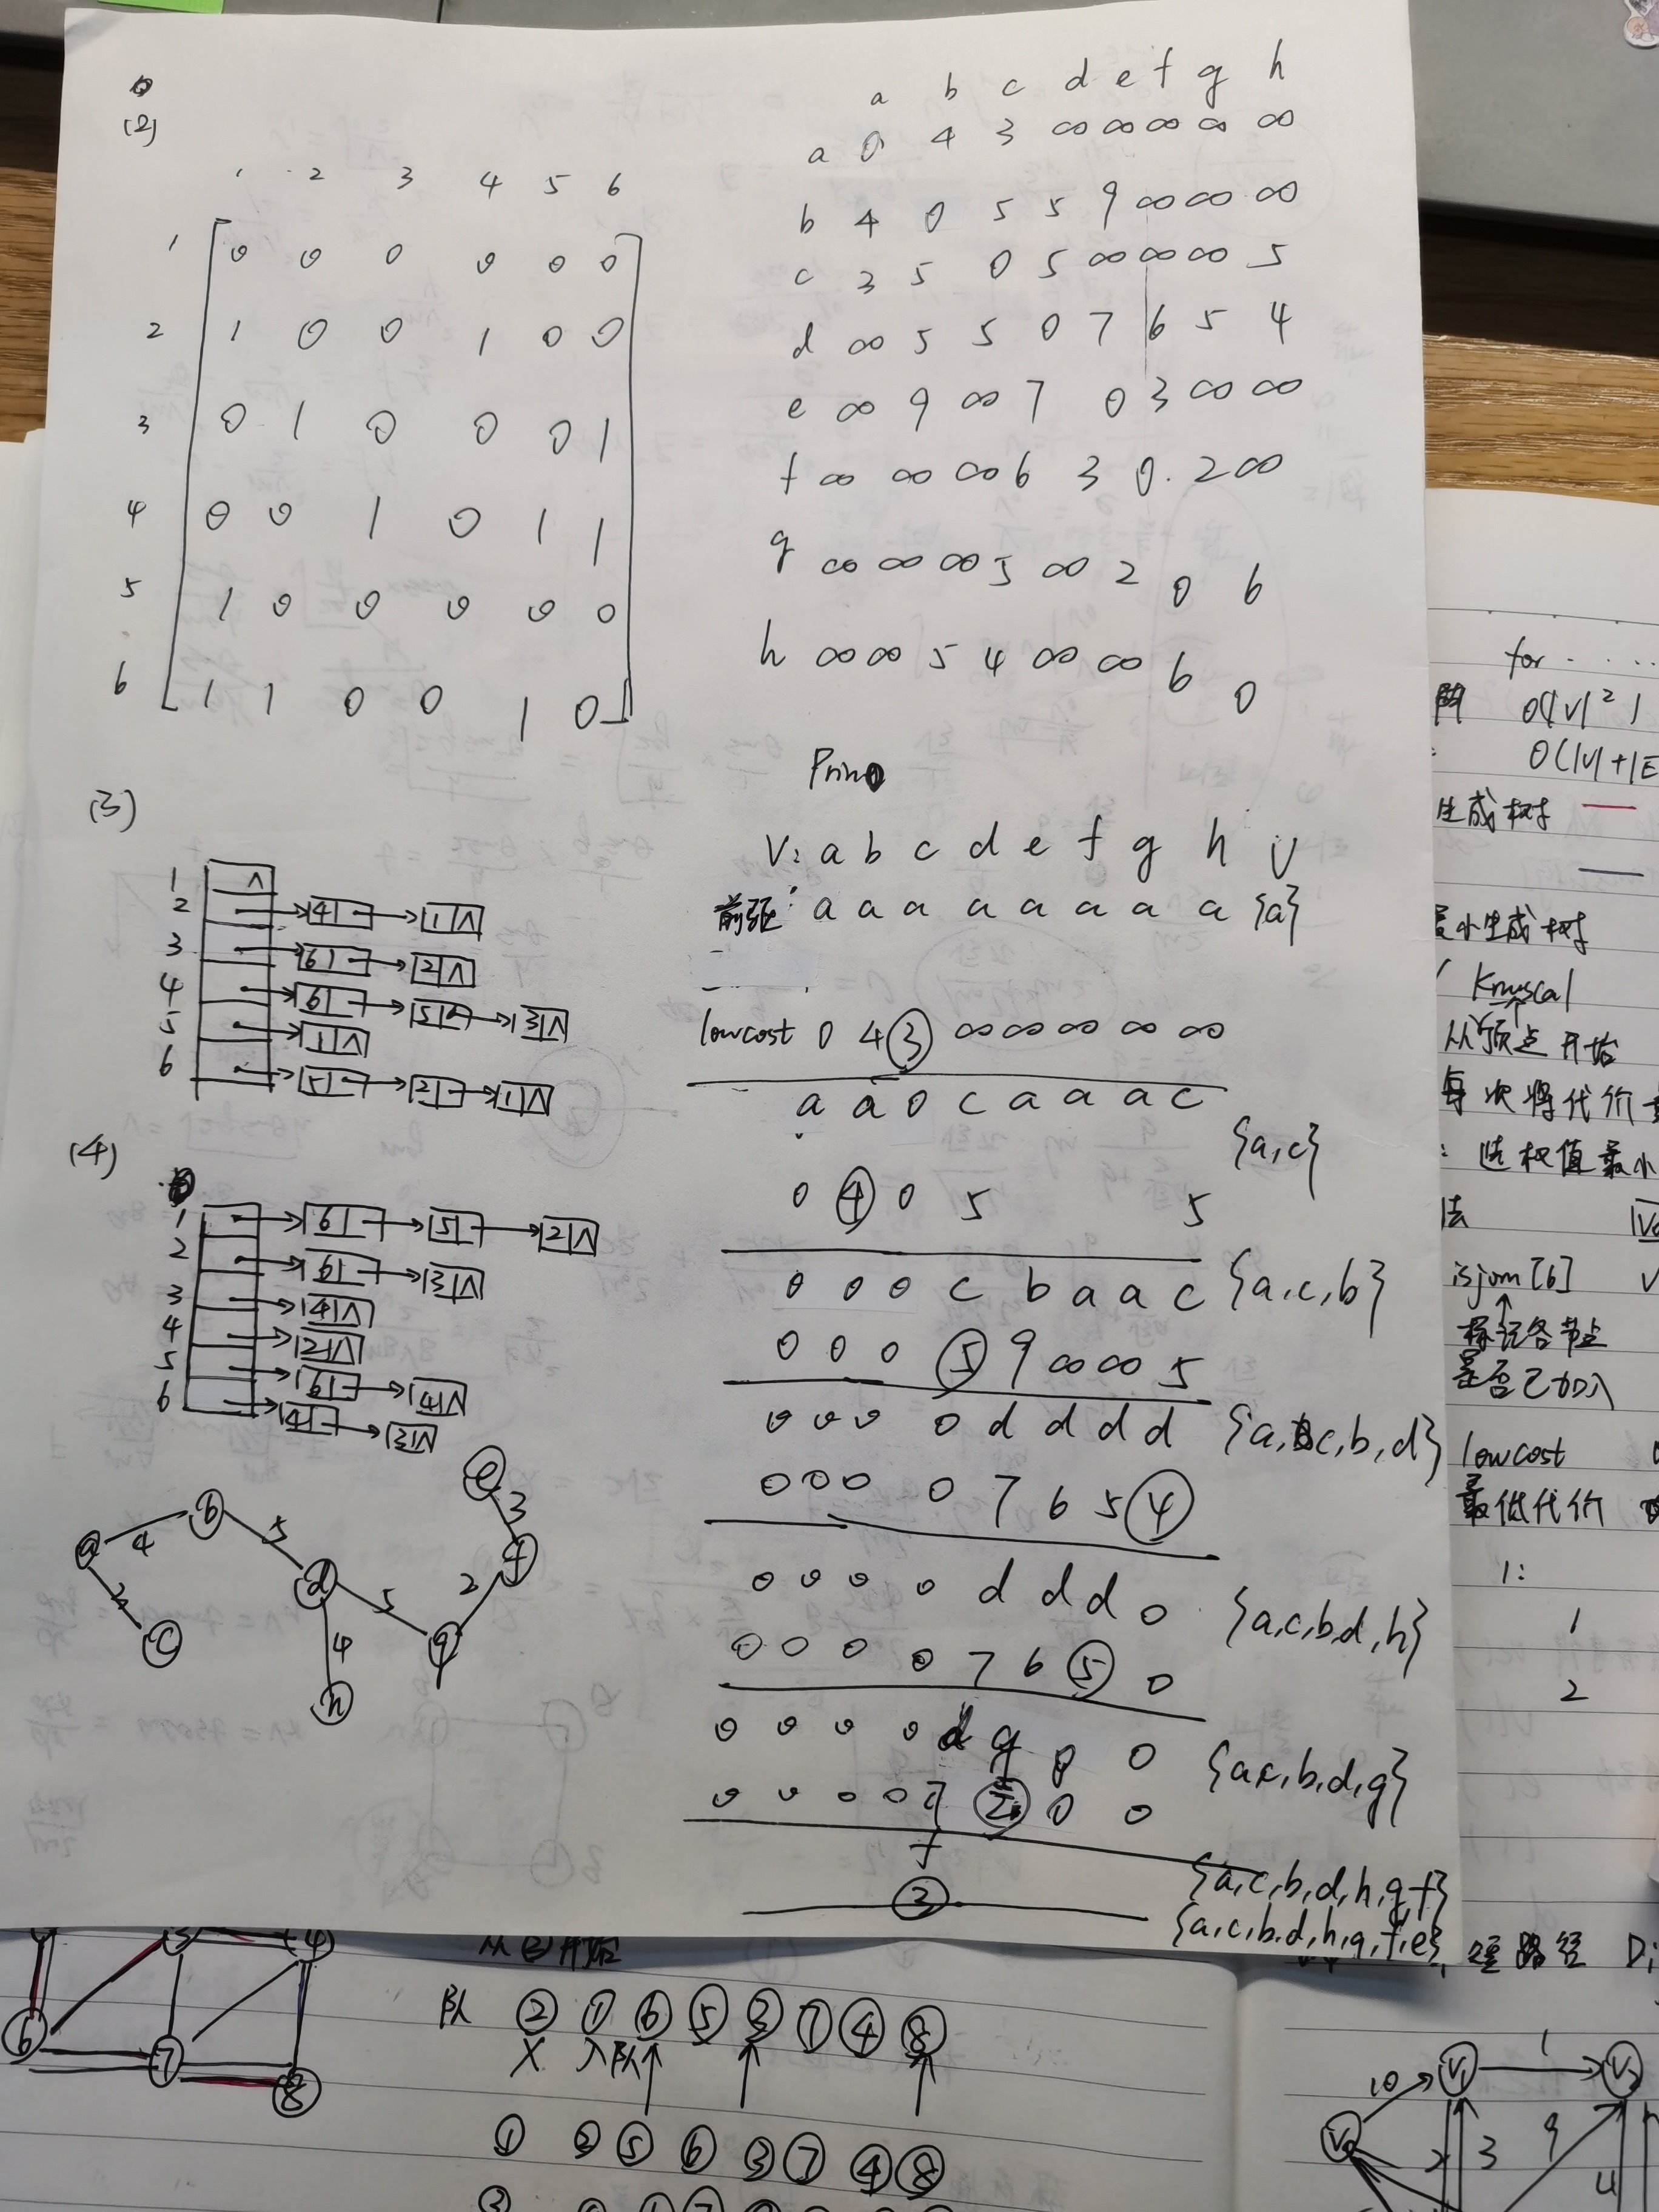 (2)
1 2 3 4 5 6
1 0 0 0 0 0 0
2 1 0 0 1 0 0
3 0 1 0 0 0 1
4 0 0 1 0 1 1
5 1 0 0 0 0 0
6 1 1 0 0 1 0
(3)
1 ∧
2 4 1 ∧
3 6 2 ∧
4 6 5 3 ∧
5 1 ∧
6 5 2 1 ∧
(4)
1 6 5 2 ∧
2 6 3 ∧
3 4 ∧
4 2 ∧
5 6 4 ∧
6 4 3 ∧
a 4 b 5 d 5 g 2 f 3 e
3 4
c h
a b c d e f g h
a 0 4 3 ∞ ∞ ∞ ∞ ∞
b 4 0 5 5 9 ∞ ∞ ∞
c 3 5 0 5 ∞ ∞ ∞ 5
d ∞ 5 5 0 7 6 5 4
e ∞ 9 ∞ 7 0 3 ∞ ∞
f ∞ ∞ ∞ 6 3 0 2 ∞
g ∞ ∞ ∞ 5 ∞ 2 0 6
h ∞ ∞ 5 4 ∞ ∞ 6 0
Prim
V: a b c d e f g h U
前驱: a a a a a a a a {a}
lowcost 0 4 ③ ∞ ∞ ∞ ∞ ∞
a a 0 c a a a c
{a,c}
0 ④ 0 5 5
0 0 0 c b a a c {a,c,b}
0 0 0 ⑤ 9 ∞ ∞ 5
0 0 0 0 d d d d {a,c,b,d}
0 0 0 0 7 6 5 ④
0 0 0 0 d d d 0 {a,c,b,d,h}
0 0 0 0 7 6 ⑤ 0
0 0 0 0 d g 0 0 {a,c,b,d,g}
0 0 0 0 7 ② 0 0
f
③
{a,c,b,d,h,g,f}
{a,c,b,d,h,g,f,e}
for ....
阵 O(|V|²)
O(|V|+|E
生成树
最小生成树
Kruscal
从顶点开始
每次将代价
选权值最小
法
isjom[6]
标记各节点
是否已加入
lowcost
最低代价
1:
1
2
短路径 Di
3 4
6 7 8
开始
队 ② ① ⑥ ⑤ ③ ⑦ ④ ⑧
X 入队
① ② ⑤ ⑥ ③ ⑦ ④ ⑧
10 V₁ 1 V₂
V₀ 2 3 9 4